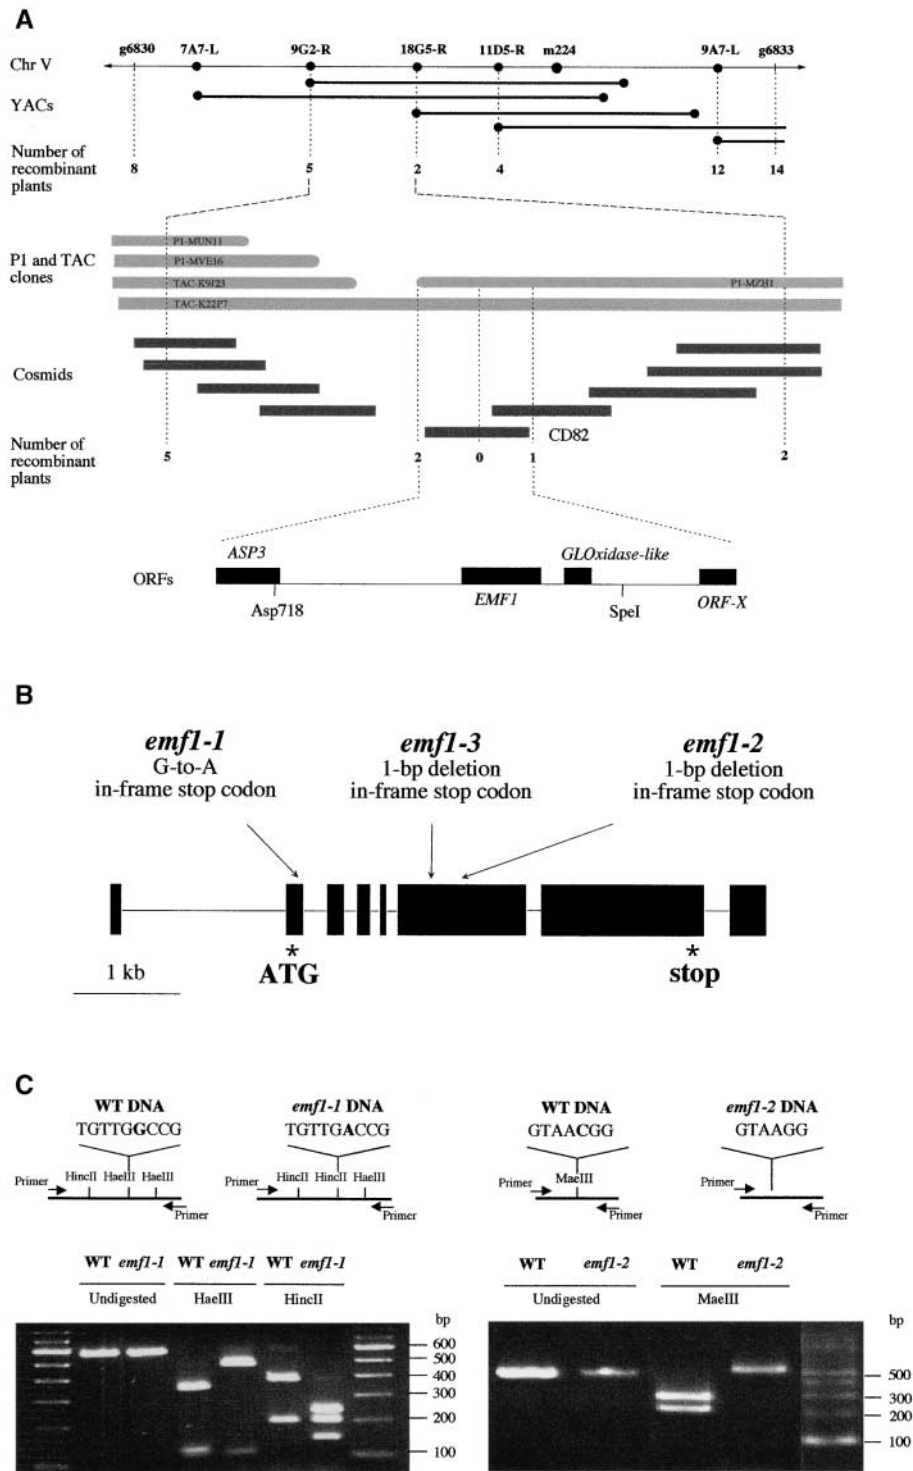 A
g6830 7A7-L 9G2-R 18G5-R 11D5-R m224 9A7-L g6833
Chr V
YACs
Number of
recombinant
plants
8 5 2 4 12 14
P1 and TAC
clones
P1-MUN11
P1-MVE16
TAC-K9I23
P1-MZH1
TAC-K22P7
Cosmids
CD82
Number of
recombinant
plants
5 2 0 1 2
ORFs
ASP3 GLOxidase-like
EMF1 ORF-X
Asp718 SpeI
B
emf1-1 emf1-3 emf1-2
G-to-A 1-bp deletion 1-bp deletion
in-frame stop codon in-frame stop codon in-frame stop codon
* *
1 kb ATG stop
C
WT DNA emf1-1 DNA WT DNA emf1-2 DNA
TGTTGGCCG TGTTGACCG GTAACGG GTAAGG
Primer HincII HaeIII HaeIII Primer HincII HincII HaeIII Primer MaeIII Primer
Primer Primer Primer Primer
WT emf1-1 WT emf1-1 WT emf1-1 WT emf1-2 WT emf1-2
Undigested HaeIII HincII Undigested MaeIII
bp bp
600
500 500
400
300 300
200 200
100 100